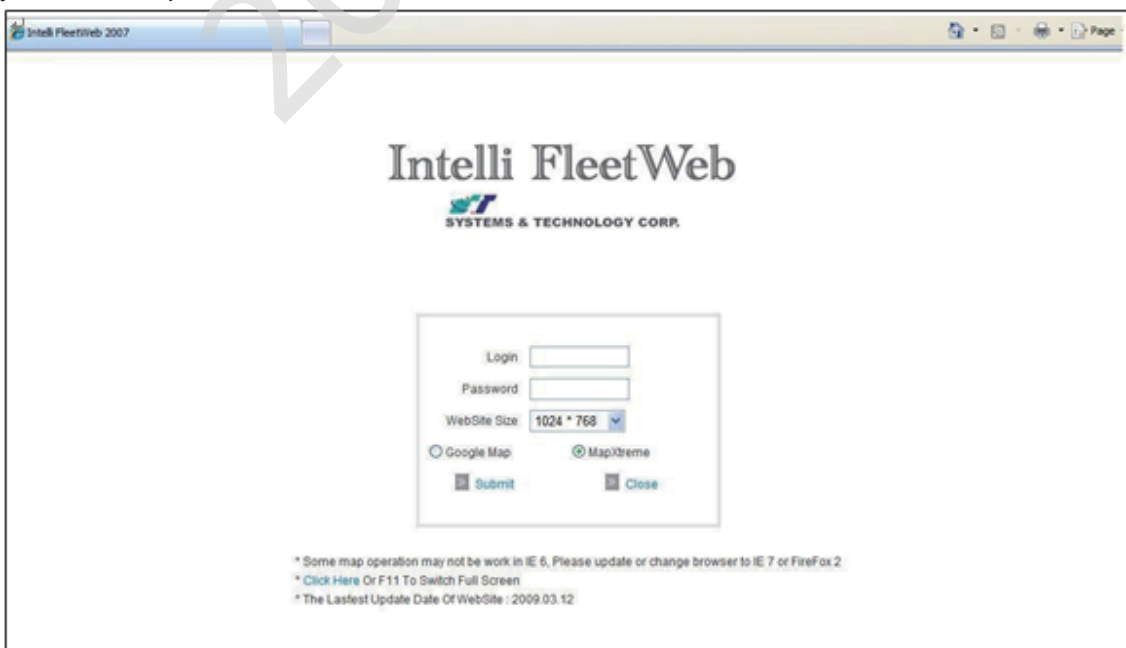 Intelli FleetWeb 2007
Page
Intelli FleetWeb
ST
SYSTEMS & TECHNOLOGY CORP.
Login
Password
WebSite Size 1024 * 768
Google Map MapXtreme
Submit Close
* Some map operation may not be work in IE 6, Please update or change browser to IE 7 or FireFox 2
* Click Here Or F11 To Switch Full Screen
* The Lastest Update Date Of WebSite : 2009.03.12